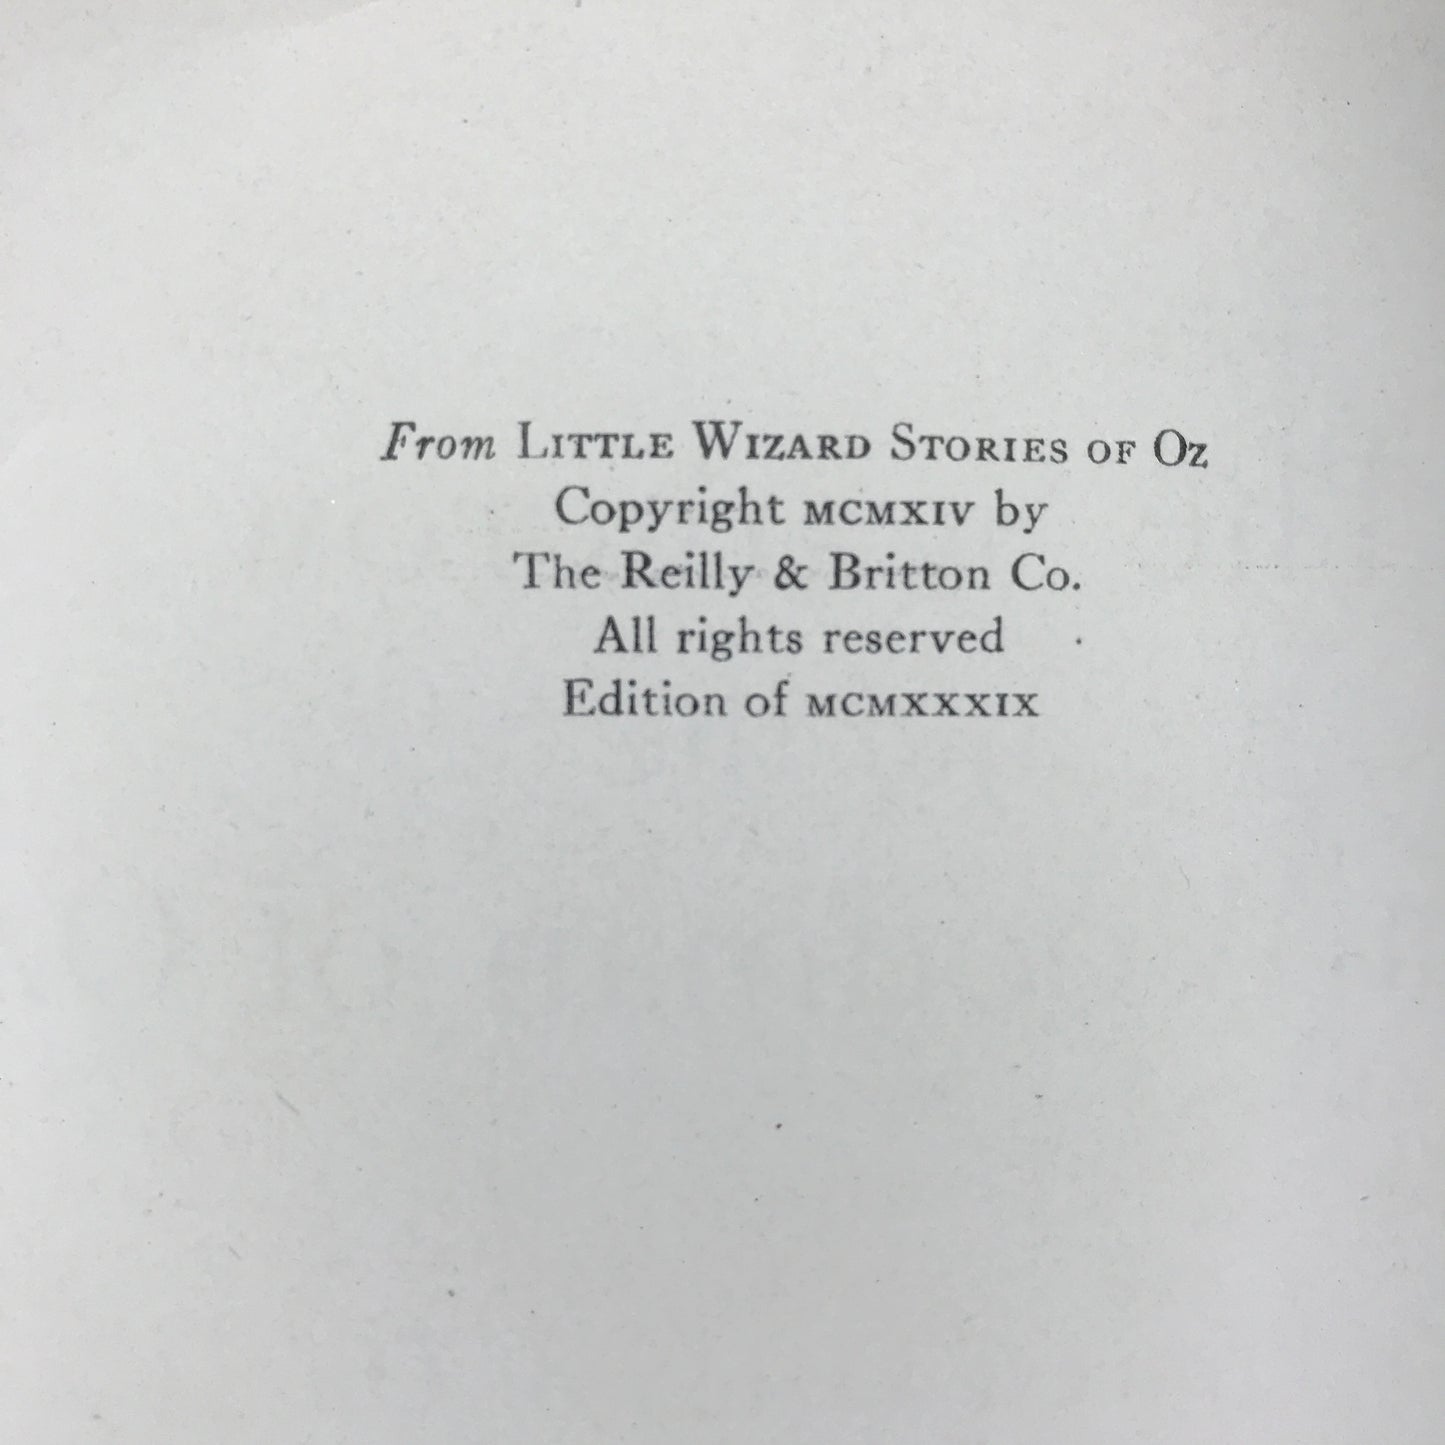 From Little Wizard Stories of Oz
Copyright MCMXIV by
The Reilly & Britton Co.
All rights reserved
Edition of MCMXXXIX